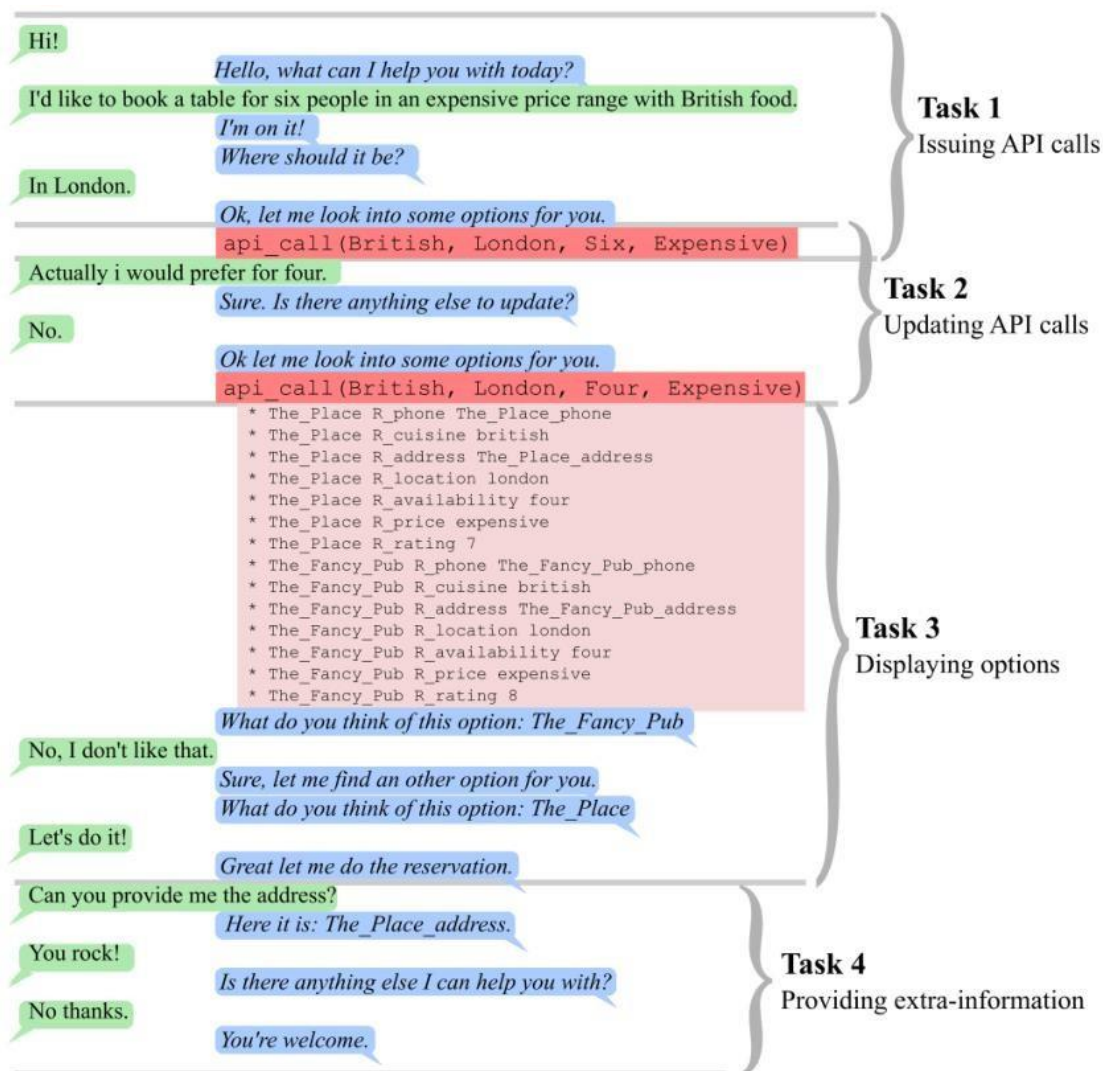 Hi!
Hello, what can I help you with today?
I'd like to book a table for six people in an expensive price range with British food.
I'm on it!
Where should it be?
In London.
Ok, let me look into some options for you.
api_call(British, London, Six, Expensive)
Task 1
Issuing API calls
Actually i would prefer for four.
Sure. Is there anything else to update?
No.
Ok let me look into some options for you.
api_call(British, London, Four, Expensive)
Task 2
Updating API calls
* The_Place R_phone The_Place_phone
* The_Place R_cuisine british
* The_Place R_address The_Place_address
* The_Place R_location london
* The_Place R_availability four
* The_Place R_price expensive
* The_Place R_rating 7
* The_Fancy_Pub R_phone The_Fancy_Pub_phone
* The_Fancy_Pub R_cuisine british
* The_Fancy_Pub R_address The_Fancy_Pub_address
* The_Fancy_Pub R_location london
* The_Fancy_Pub R_availability four
* The_Fancy_Pub R_price expensive
* The_Fancy_Pub R_rating 8
What do you think of this option: The_Fancy_Pub
No, I don't like that.
Sure, let me find an other option for you.
What do you think of this option: The_Place
Let's do it!
Great let me do the reservation.
Task 3
Displaying options
Can you provide me the address?
Here it is: The_Place_address.
You rock!
Is there anything else I can help you with?
No thanks.
You're welcome.
Task 4
Providing extra-information